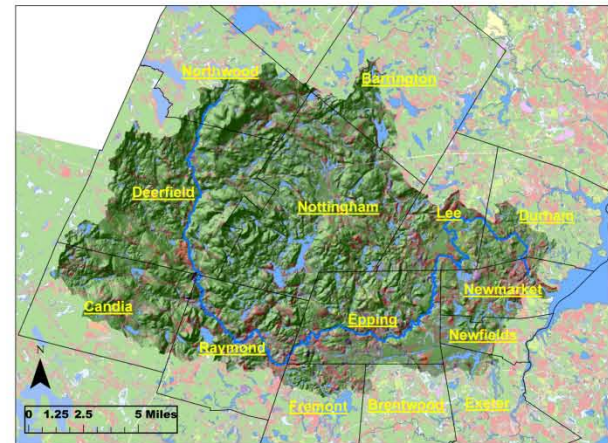 Northwood
Barrington
Deerfield
Nottingham
Lee
Durham
Candia
Newmarket
Epping
Newfields
Raymond
Fremont
Brentwood
Exeter
N
0 1.25 2.5 5 Miles